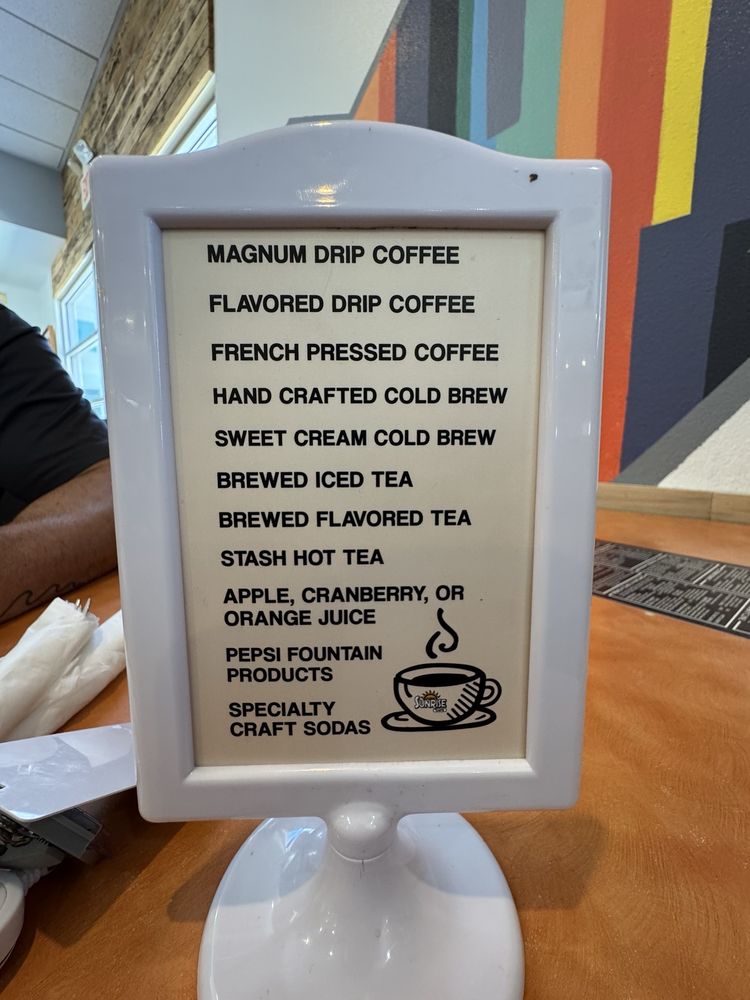 MAGNUM DRIP COFFEE
FLAVORED DRIP COFFEE
FRENCH PRESSED COFFEE
HAND CRAFTED COLD BREW
SWEET CREAM COLD BREW
BREWED ICED TEA
BREWED FLAVORED TEA
STASH HOT TEA
APPLE, CRANBERRY, OR
ORANGE JUICE
PEPSI FOUNTAIN
PRODUCTS
SPECIALTY
CRAFT SODAS
SUNRISE